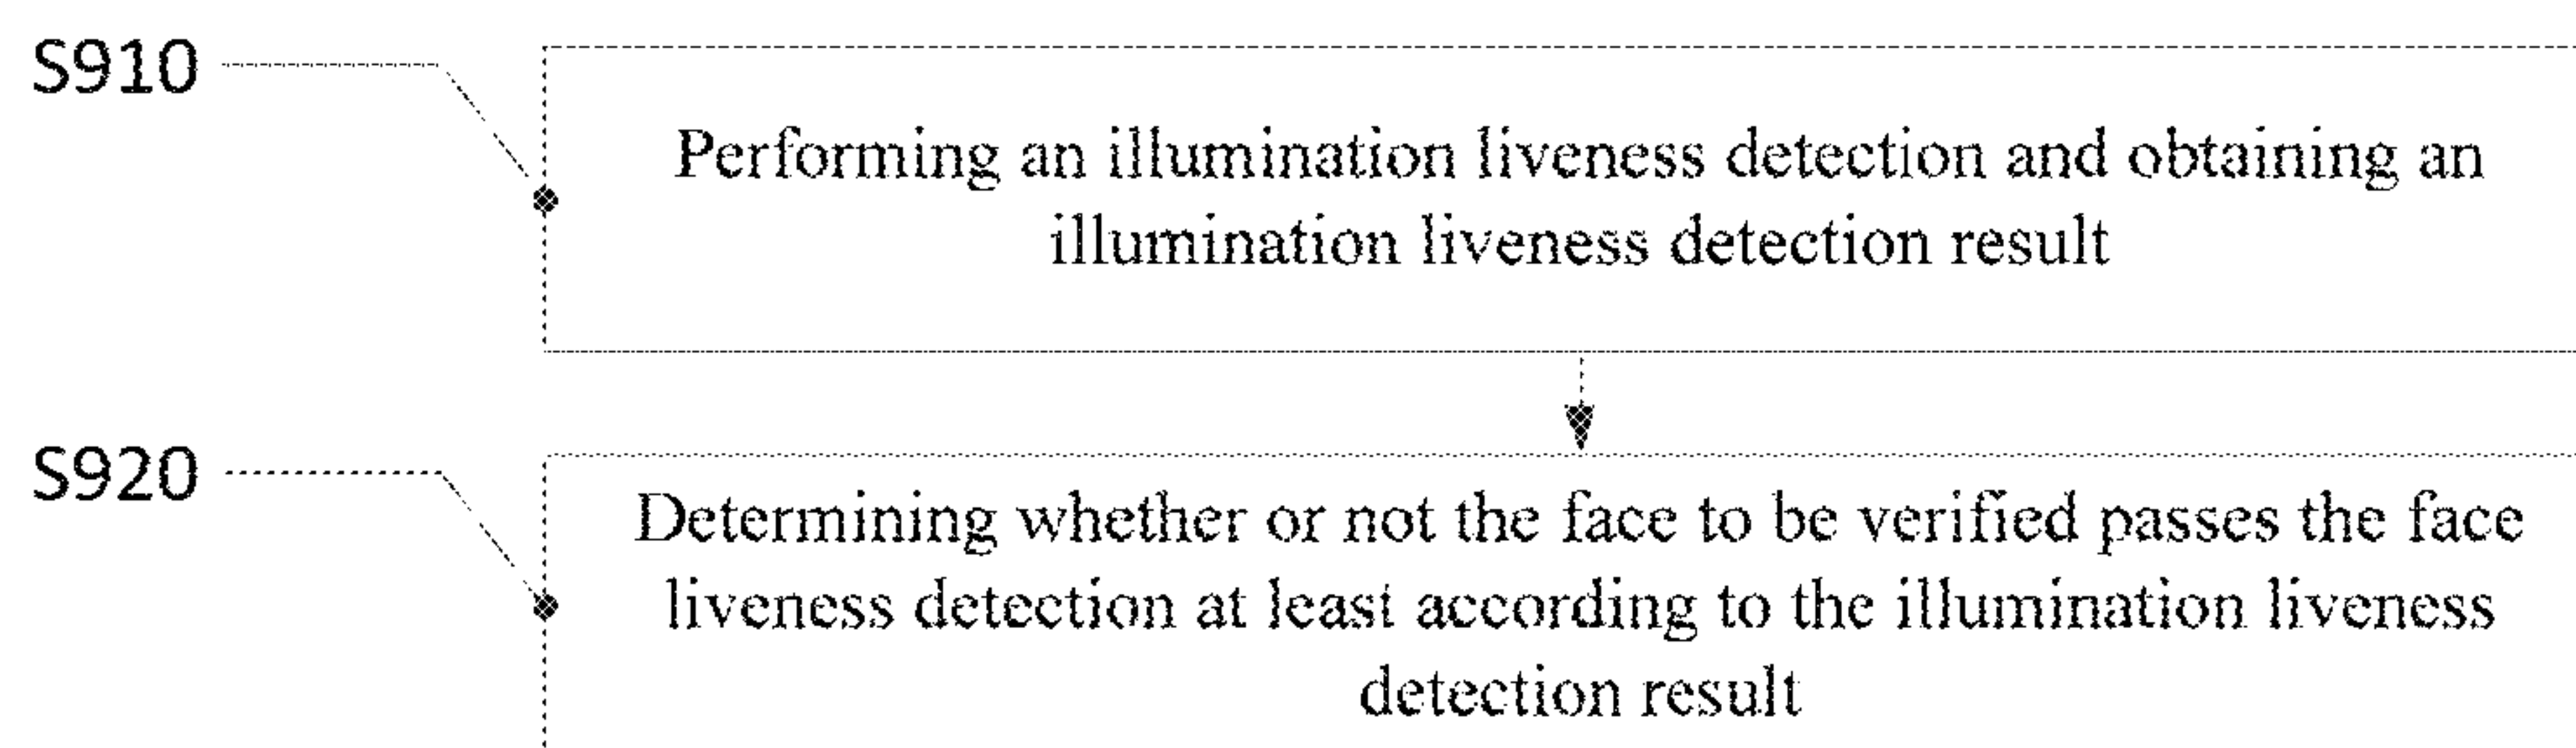 S910
Performing an illumination liveness detection and obtaining an
illumination liveness detection result
S920
Determining whether or not the face to be verified passes the face
liveness detection at least according to the illumination liveness
detection result